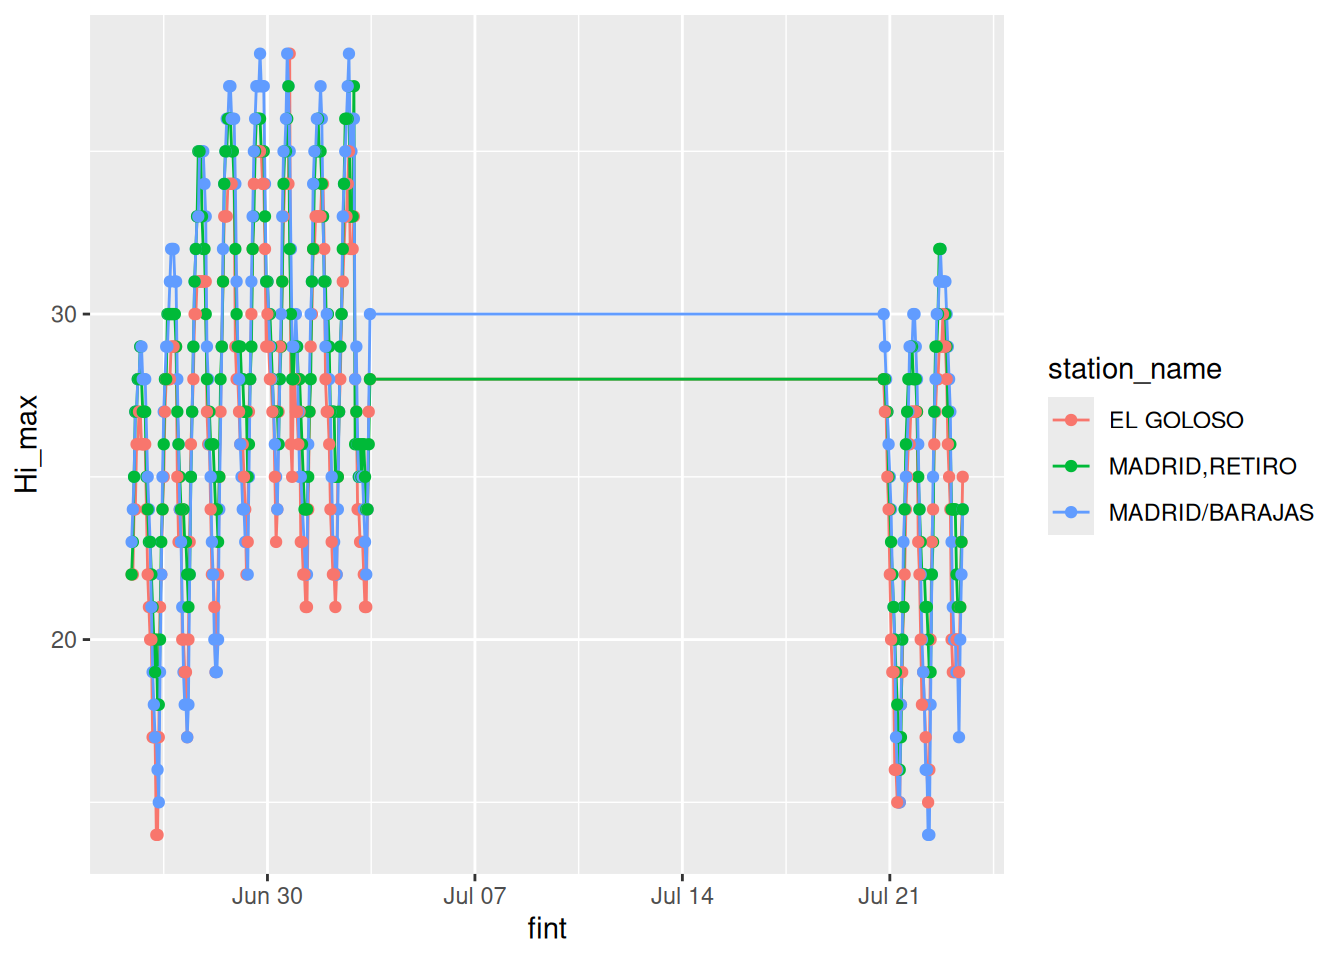 Hi_max
30
20
Jun 30
Jul 07
Jul 14
Jul 21
fint
station_name
EL GOLOSO
MADRID,RETIRO
MADRID/BARAJAS